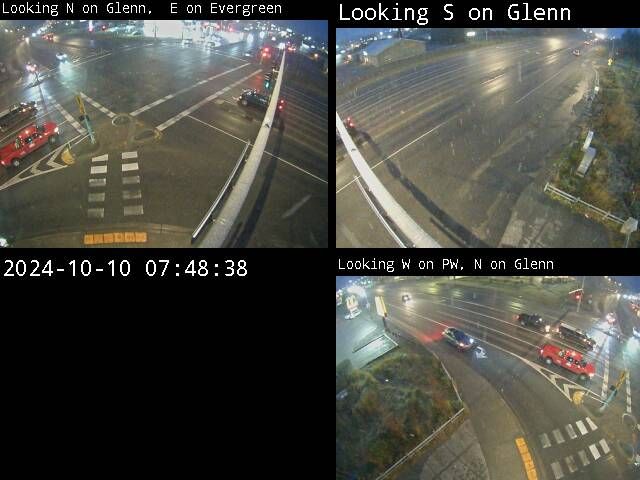 Looking N on Glenn,  E on Evergreen
Looking S on Glenn
2024-10-10 07:48:38
Looking W on PW, N on Glenn